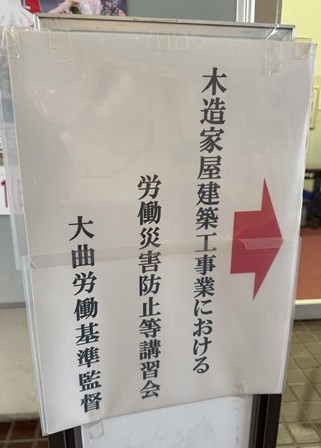 木造家屋建築工事業における
労働災害防止等講習会
大曲労働基準監督